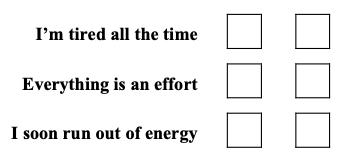 I'm tired all the time
Everything is an effort
I soon run out of energy